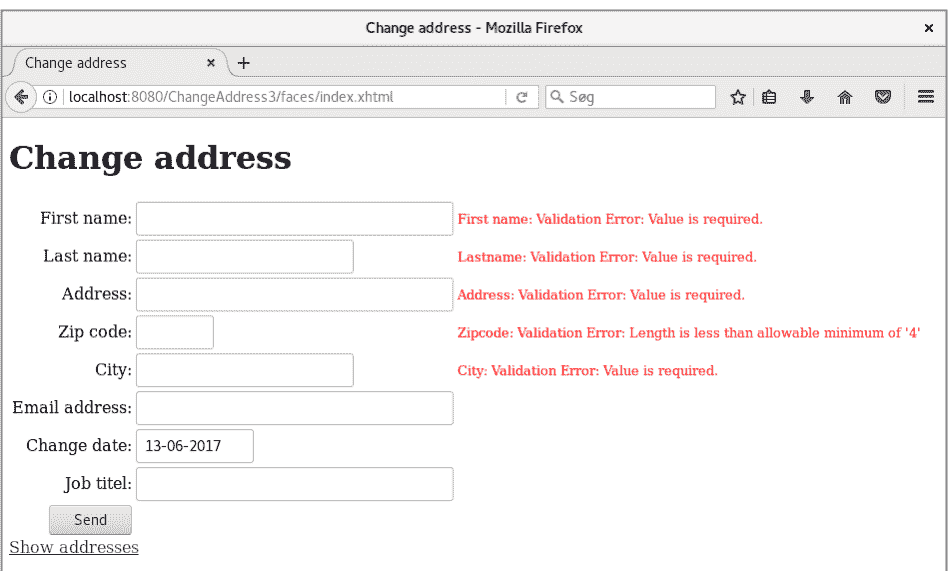 Change address - Mozilla Firefox ×
Change address × +
localhost:8080/ChangeAddress3/faces/index.xhtml Søg
Change address
First name: First name: Validation Error: Value is required.
Last name: Lastname: Validation Error: Value is required.
Address: Address: Validation Error: Value is required.
Zip code: Zipcode: Validation Error: Length is less than allowable minimum of '4'
City: City: Validation Error: Value is required.
Email address:
Change date: 13-06-2017
Job titel:
Send
Show addresses